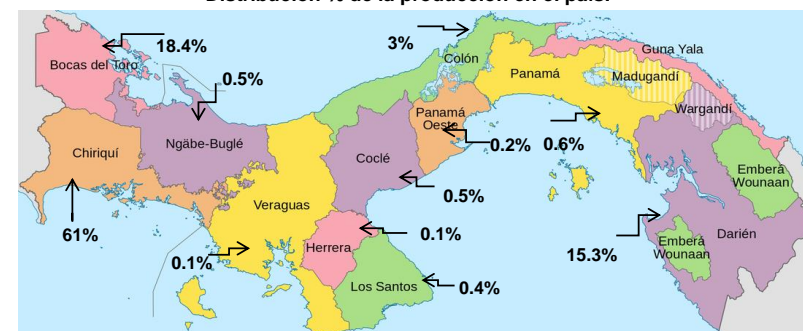 Distribución % de la producción en el país.
18.4%
3%
Guna Yala
Bocas del Toro
Colón
Panamá
Madugandí
0.5%
Wargandí
Panamá
Oeste
0.2%
0.6%
Chiriquí
Ngäbe-Buglé
Coclé
Emberá
Wounaan
0.5%
Veraguas
61%
0.1%
Herrera
0.1%
15.3%
Emberá
Wounaan
Darién
Los Santos
0.4%